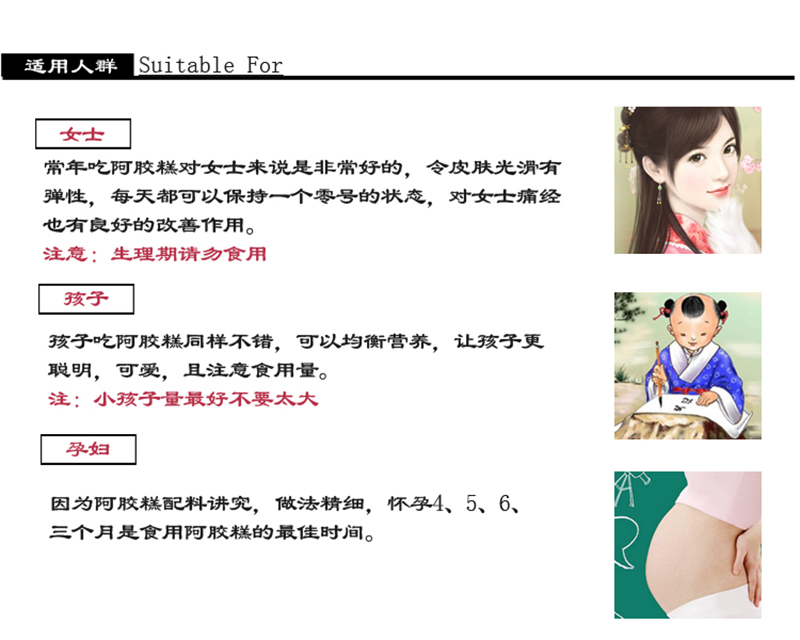 适用人群 Suitable For
女士
常年吃阿胶糕对女士来说是非常好的，令皮肤光滑有
弹性，每天都可以保持一个零号的状态，对女士痛经
也有良好的改善作用。
注意：生理期请勿食用
孩子
孩子吃阿胶糕同样不错，可以均衡营养，让孩子更
聪明，可爱，且注意食用量。
注：小孩子量最好不要太大
孕妇
因为阿胶糕配料讲究，做法精细，怀孕4、5、6、
三个月是食用阿胶糕的最佳时间。